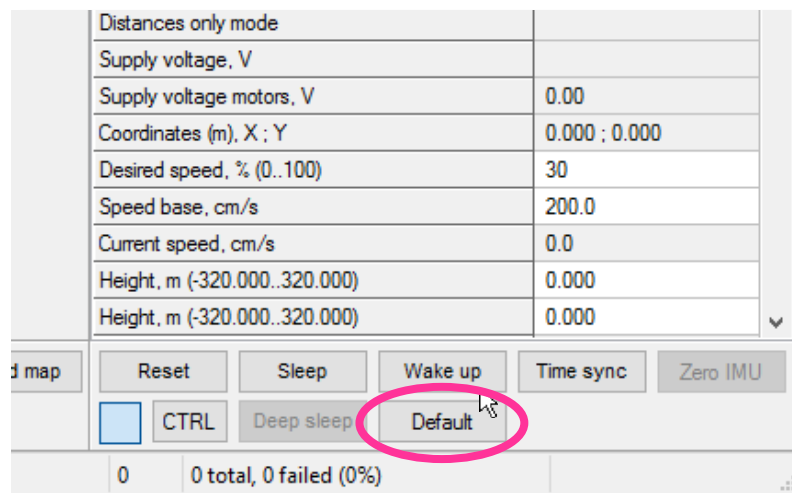 Distances only mode
Supply voltage, V
Supply voltage motors, V 0.00
Coordinates (m), X ; Y 0.000 ; 0.000
Desired speed, % (0..100) 30
Speed base, cm/s 200.0
Current speed, cm/s 0.0
Height, m (-320.000..320.000) 0.000
Height, m (-320.000..320.000) 0.000
d map Reset Sleep Wake up Time sync Zero IMU
CTRL Deep sleep Default
0 0 total, 0 failed (0%)